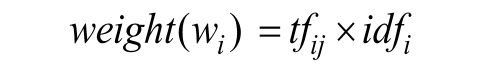 weight(w_i) = tf_ij × idf_i